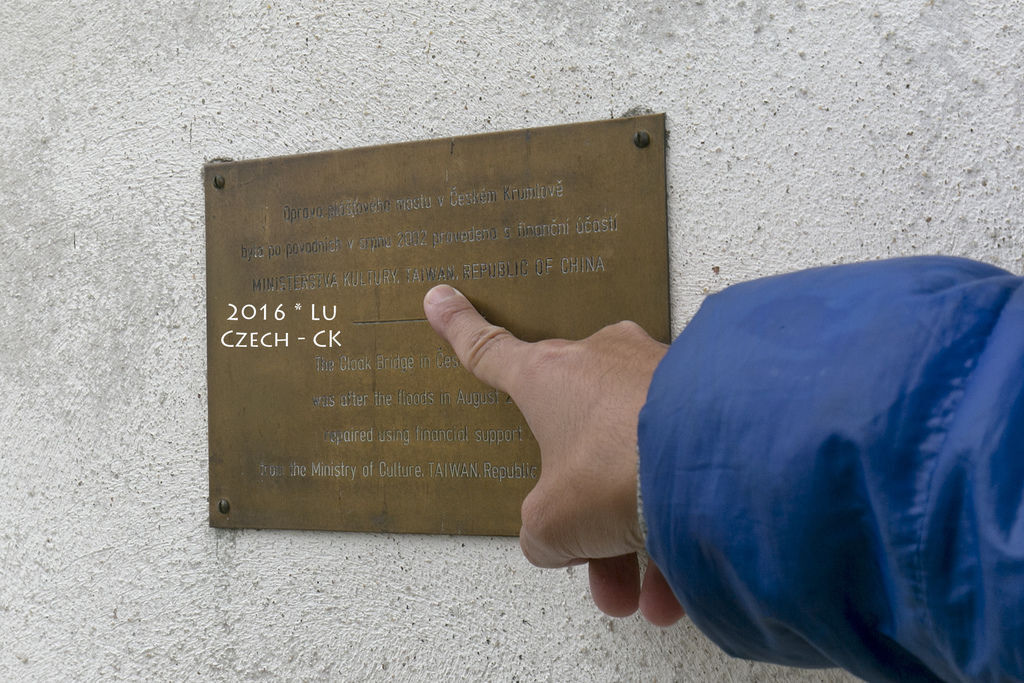 Oprava plášťového mostu v Českém Krumlově
byla po povodních v srpnu 2002 provedena s finanční účastí
MINISTERSTVA KULTURY, TAIWAN, REPUBLIC OF CHINA
2016 * LU
CZECH - CK
The Cloak Bridge in Čes
was after the floods in August
repaired using financial support
from the Ministry of Culture, TAIWAN, Republic